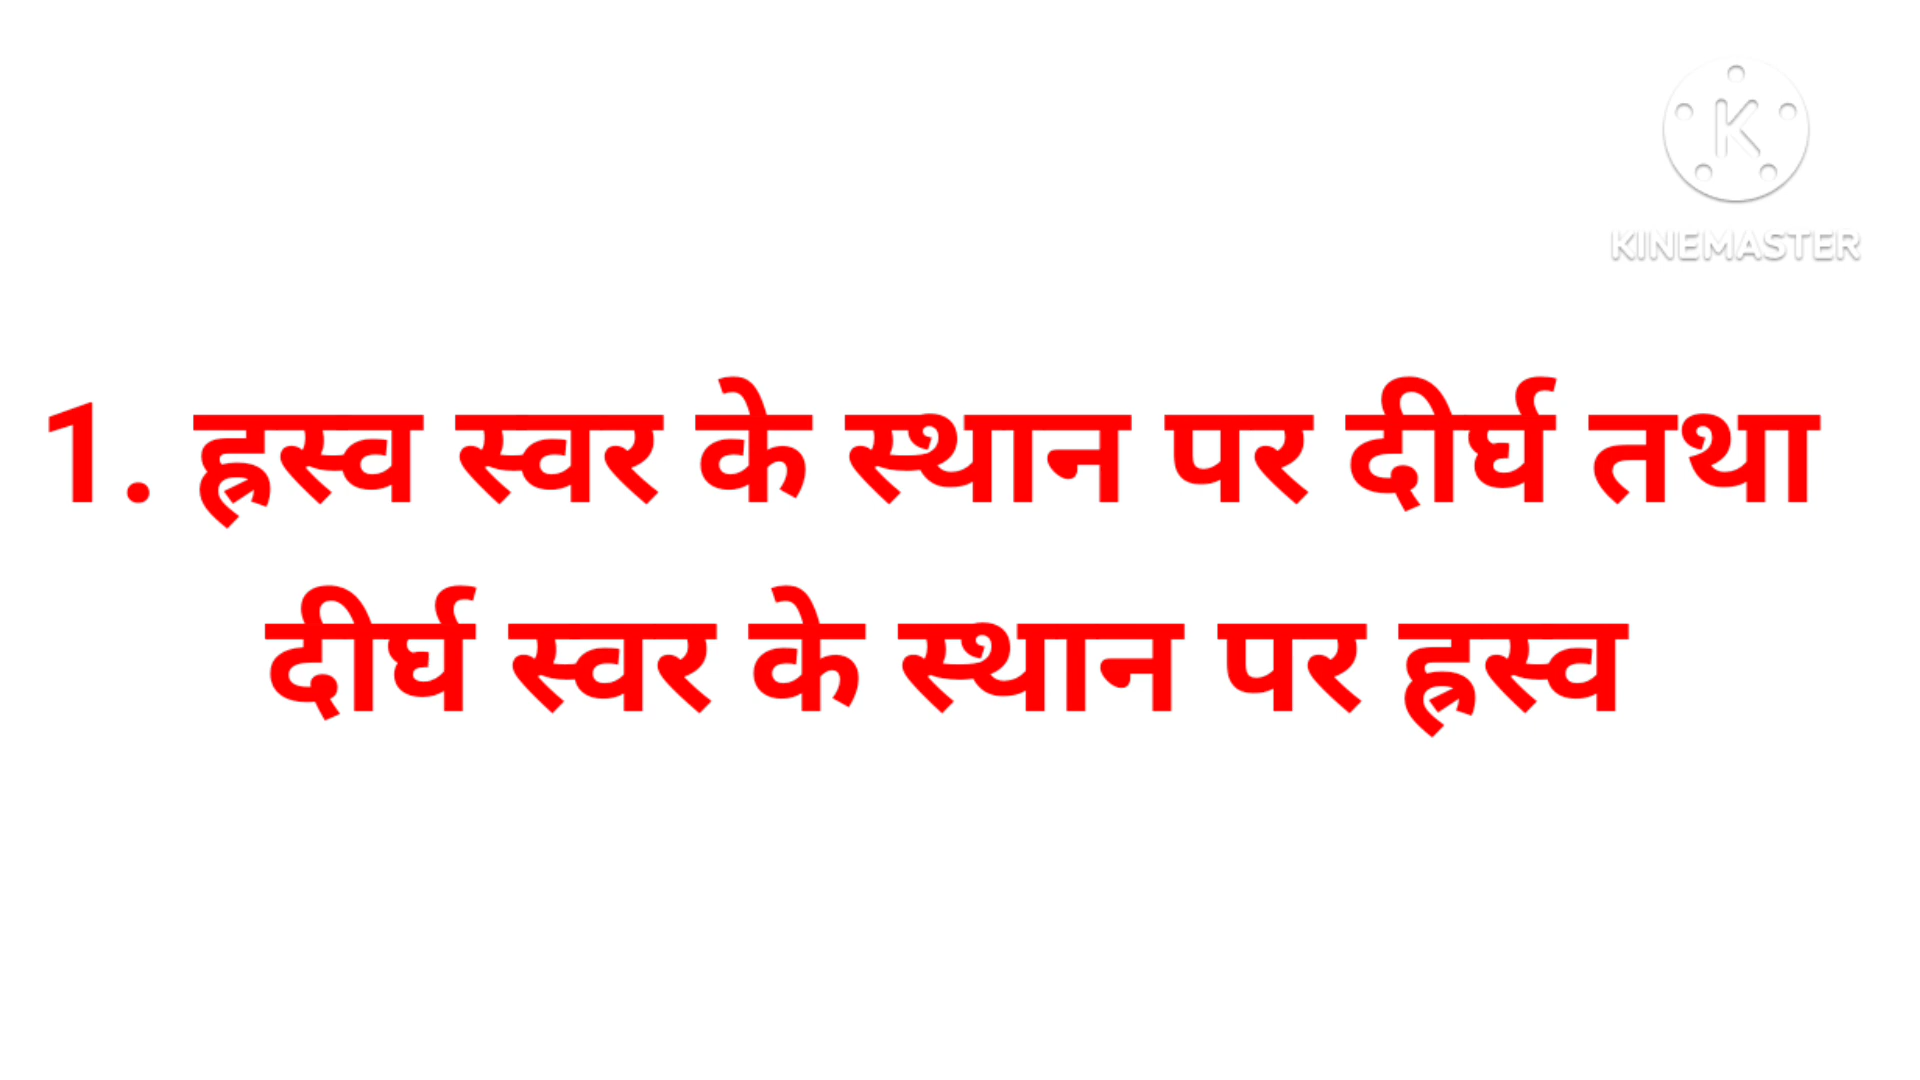 K
KINEMASTER
1. ह्रस्व स्वर के स्थान पर दीर्घ तथा
दीर्घ स्वर के स्थान पर ह्रस्व